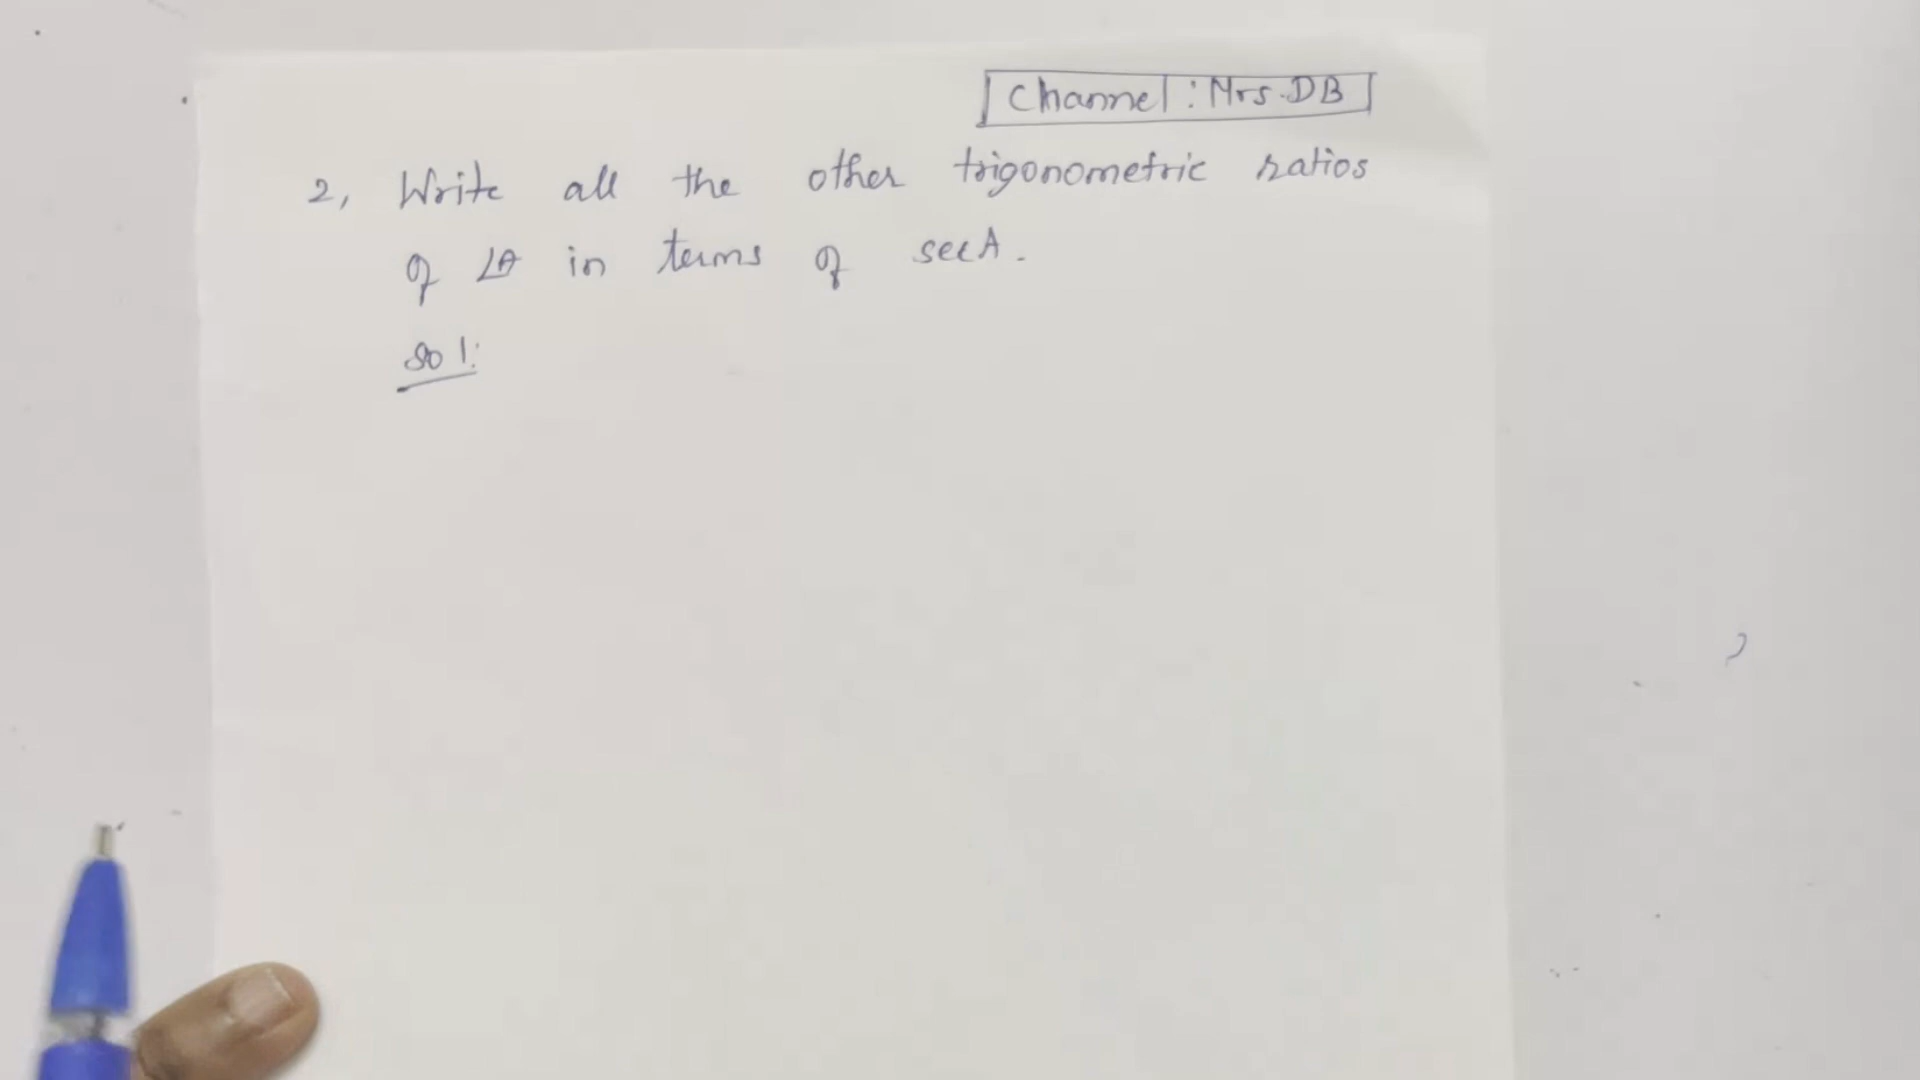 Channel : Mrs.DB
2, Write all the other trigonometric ratios
of ∠A in terms of secA.
Sol: